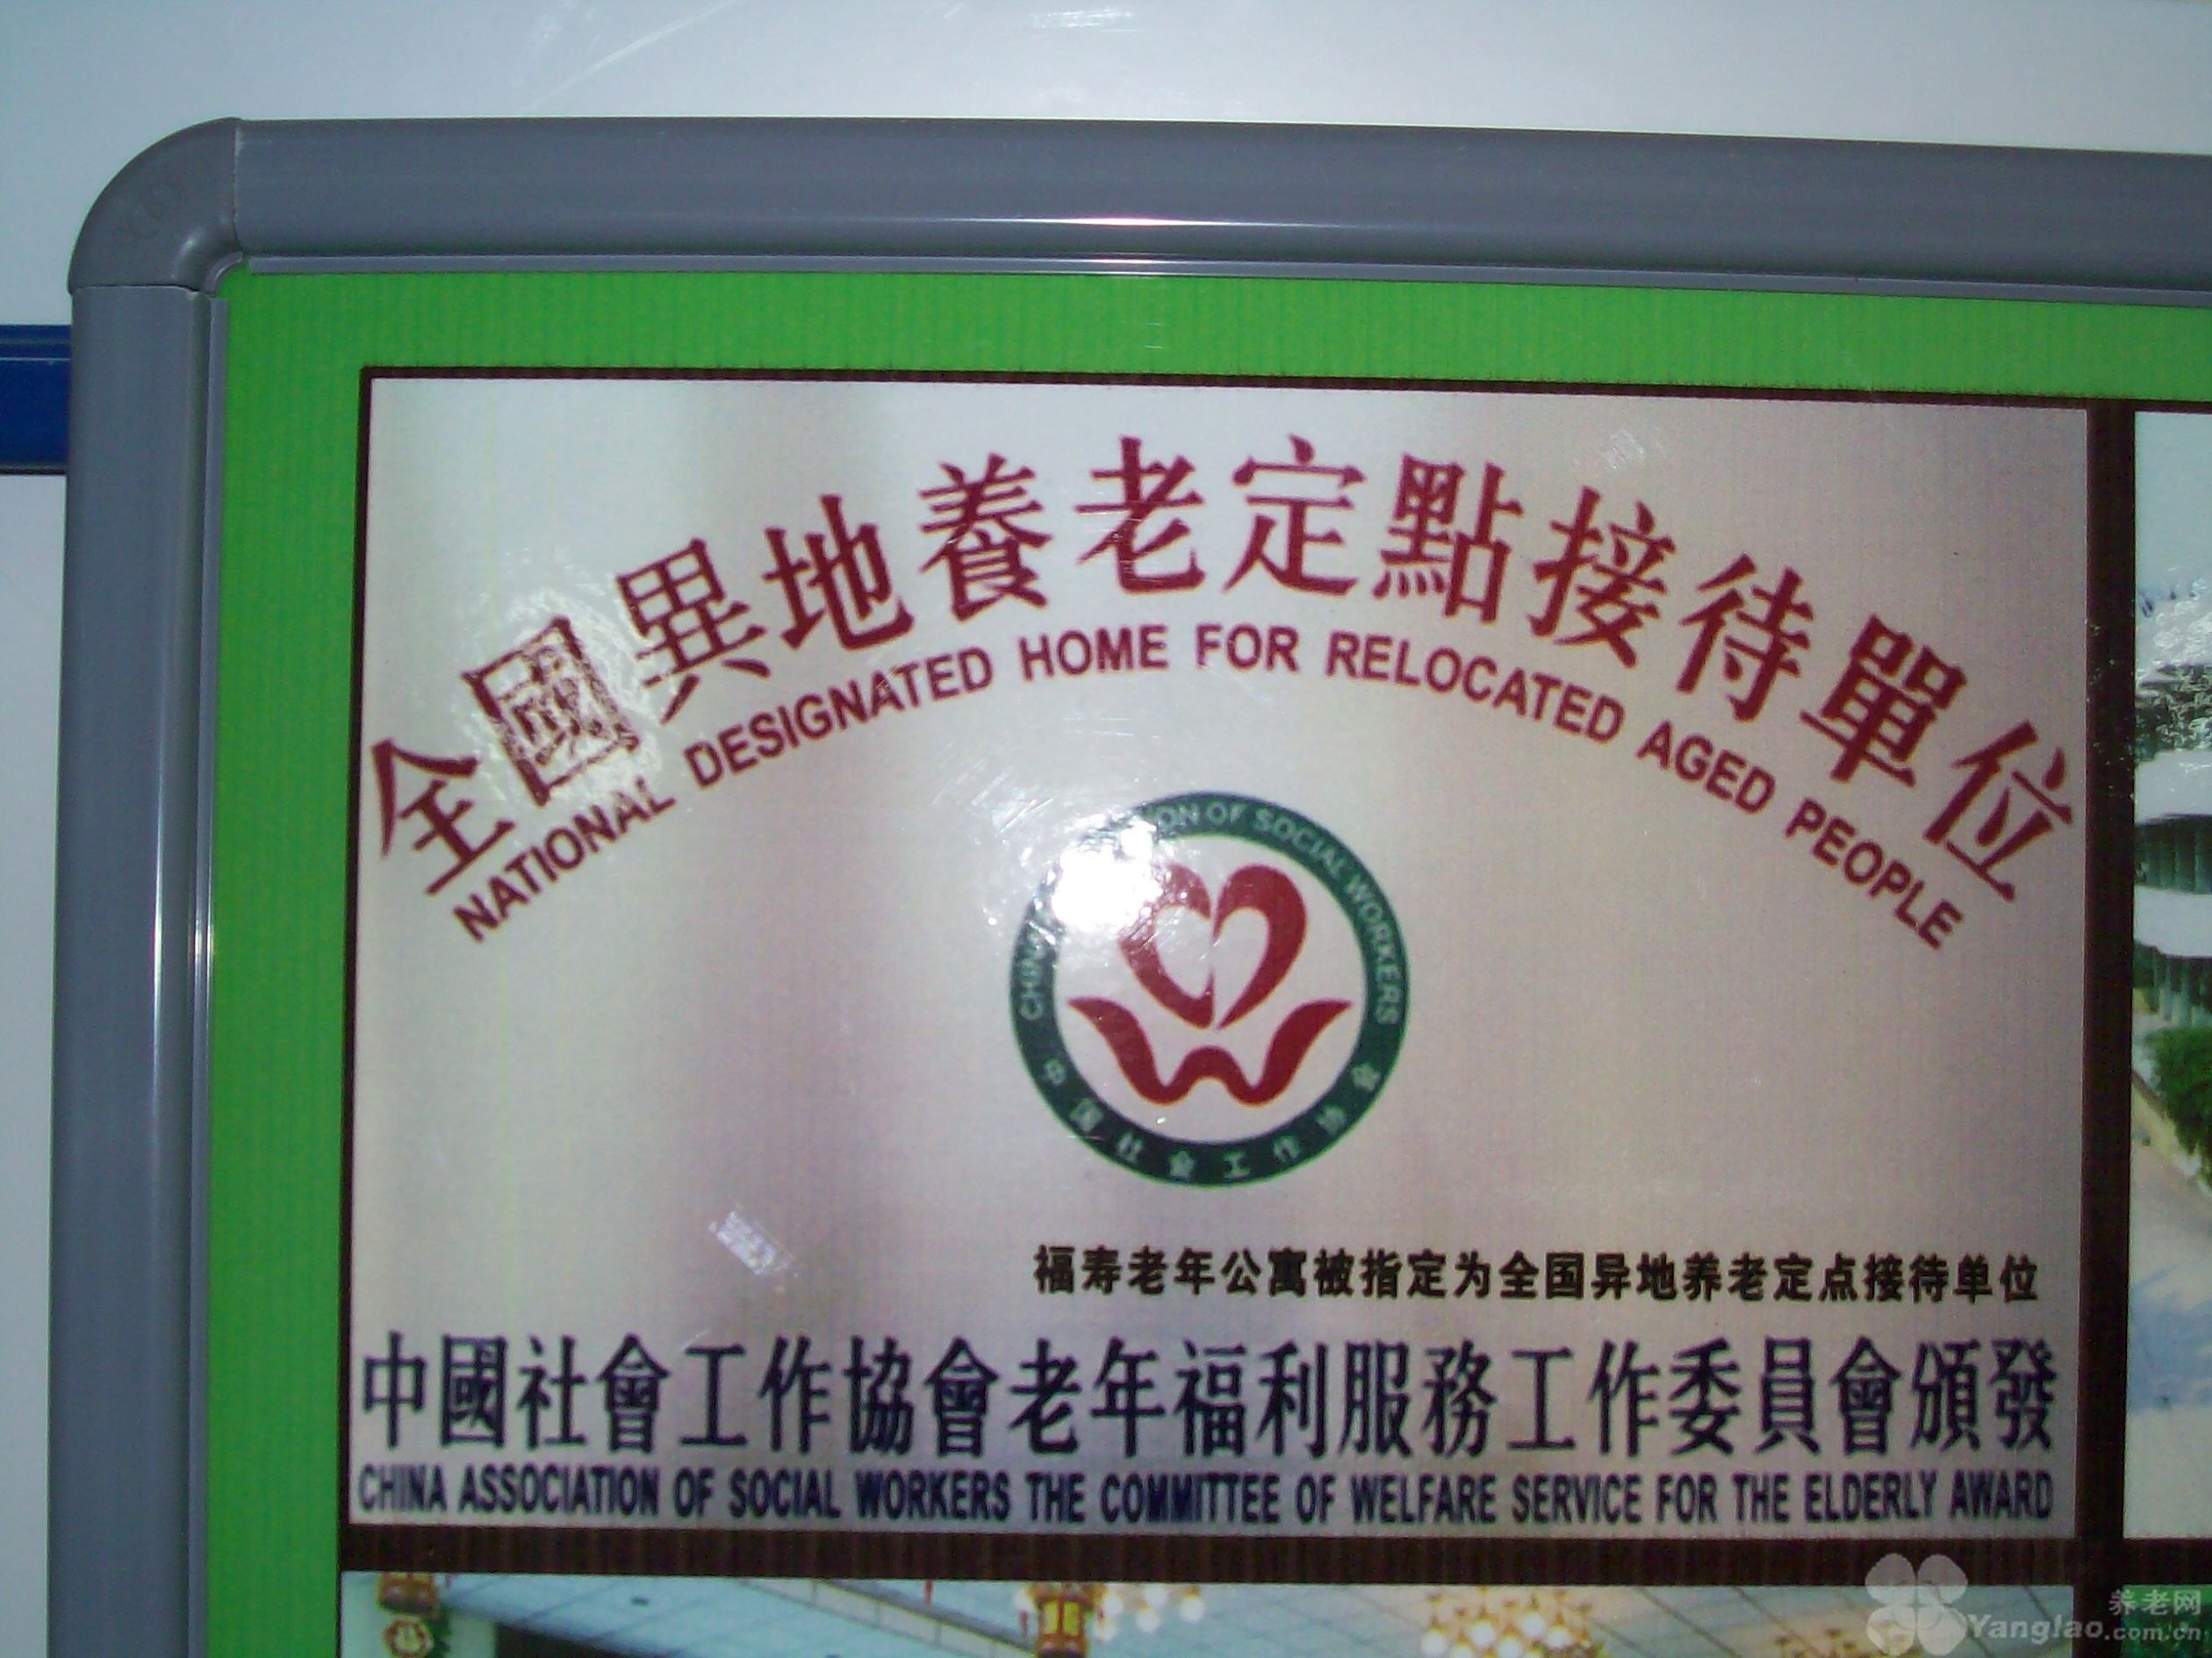 全國異地養老定點接待單位
NATIONAL DESIGNATED HOME FOR RELOCATED AGED PEOPLE
OF SOCIAL WORKERS
中国社会工作协会
福寿老年公寓被指定为全国异地养老定点接待单位
中國社會工作協會老年福利服務工作委員會頒發
CHINA ASSOCIATION OF SOCIAL WORKERS THE COMMITTEE OF WELFARE SERVICE FOR THE ELDERLY AWARD
养老网
Yanglao.com.cn